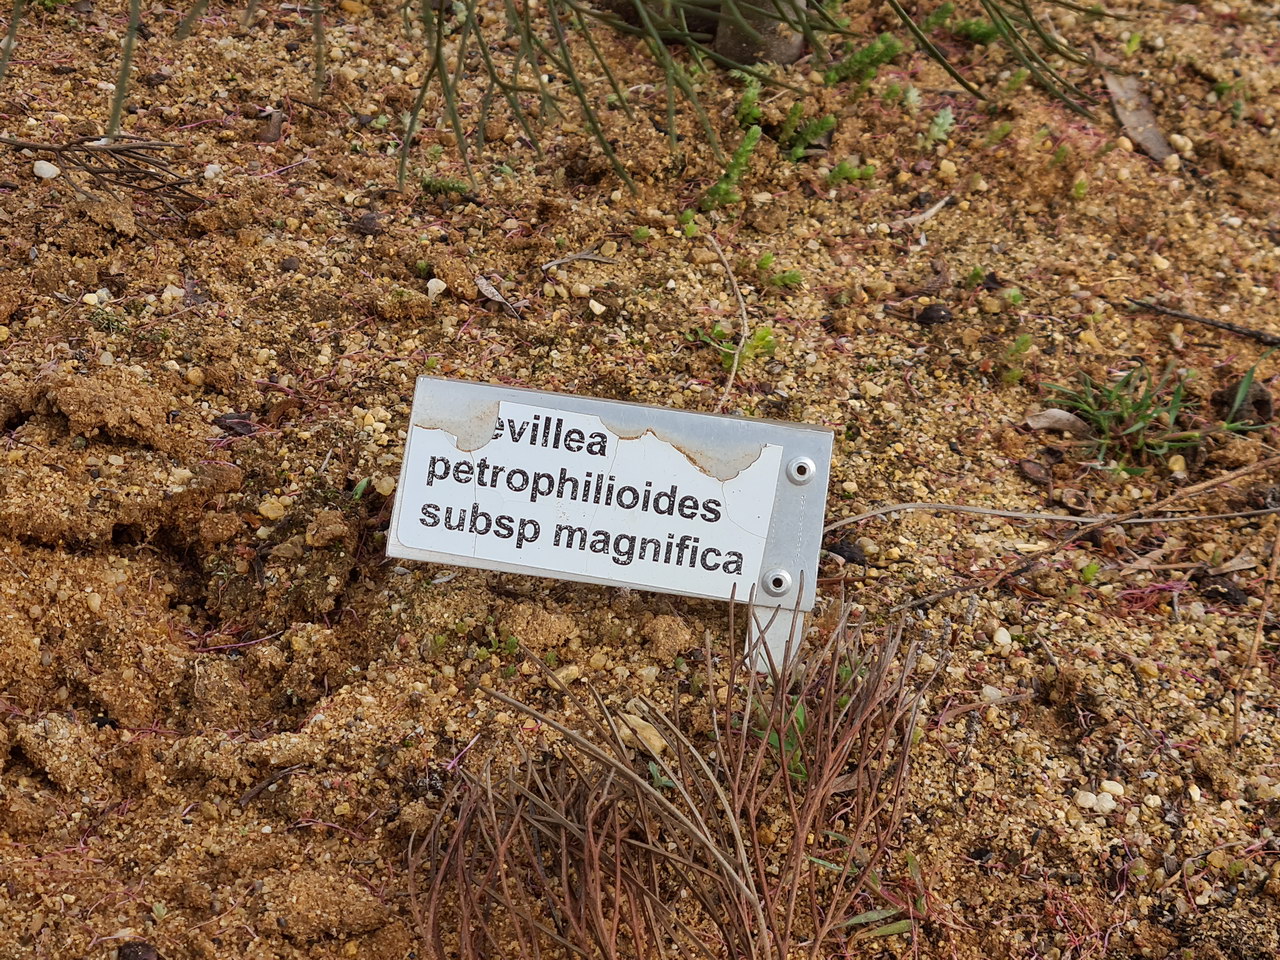 evillea
petrophilioides
subsp magnifica